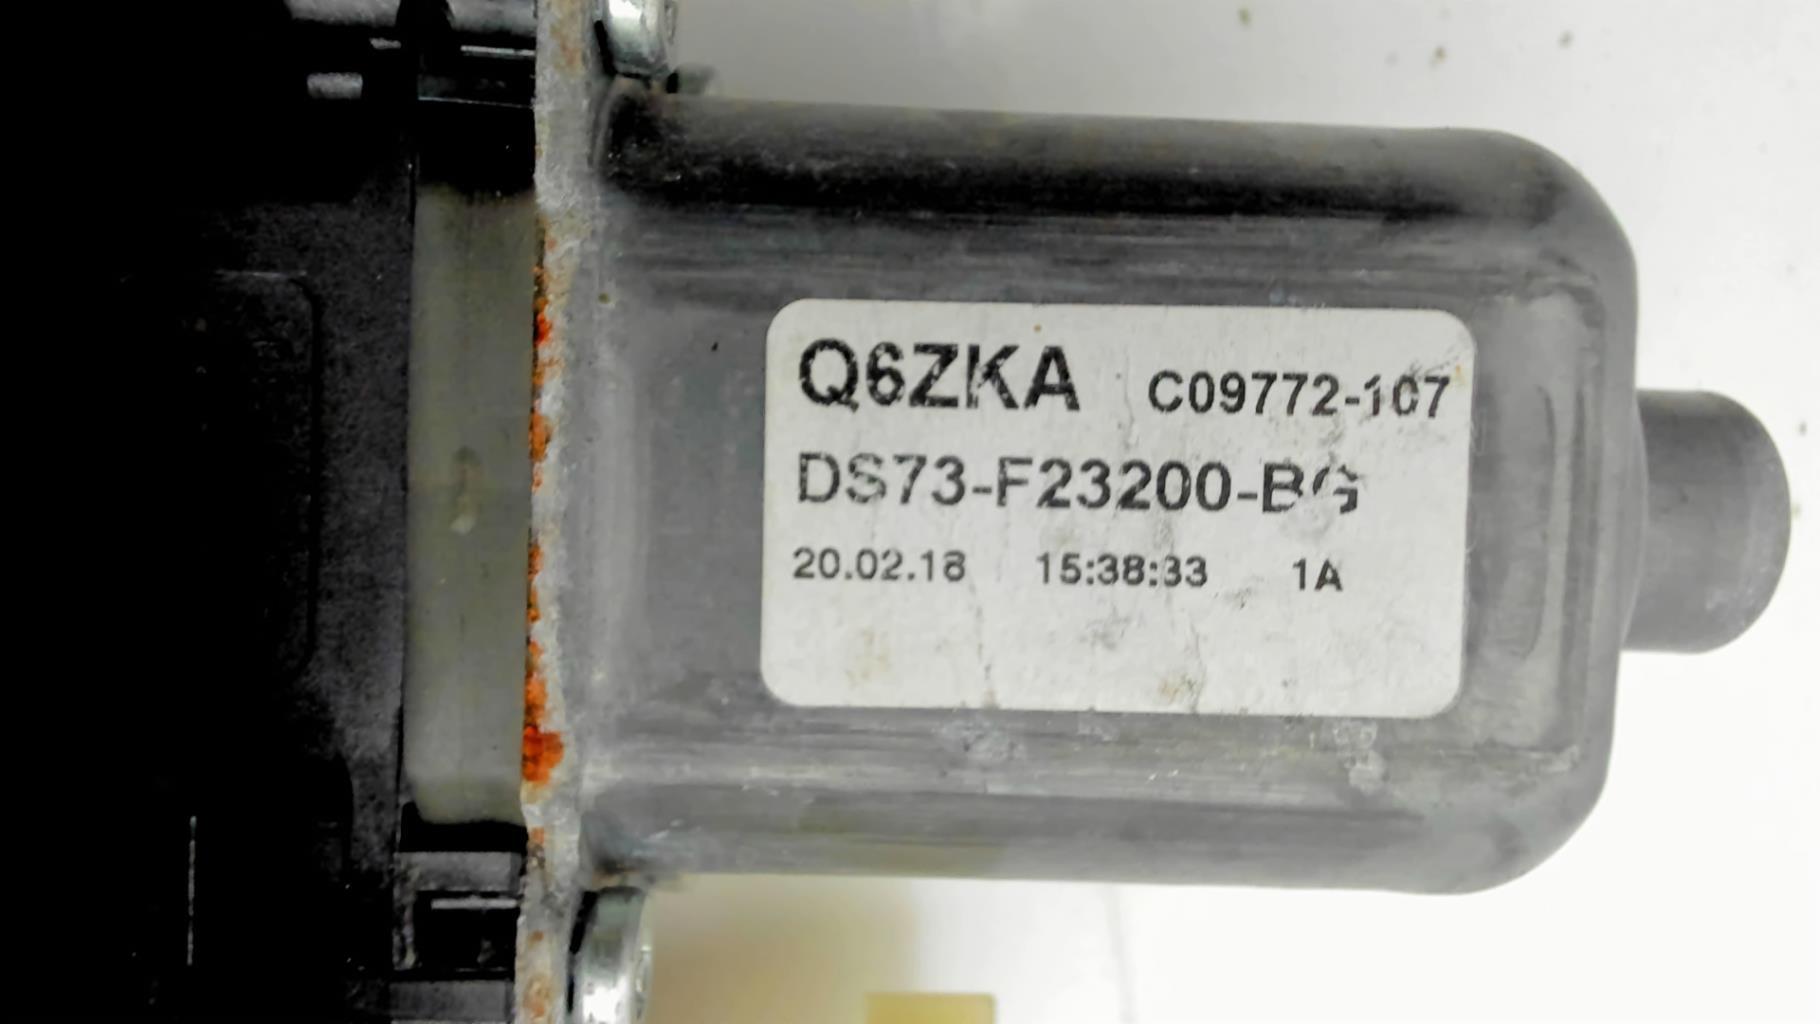 Q6ZKA C09772-107
DS73-F23200-BG
20.02.18 15:38:33 1A